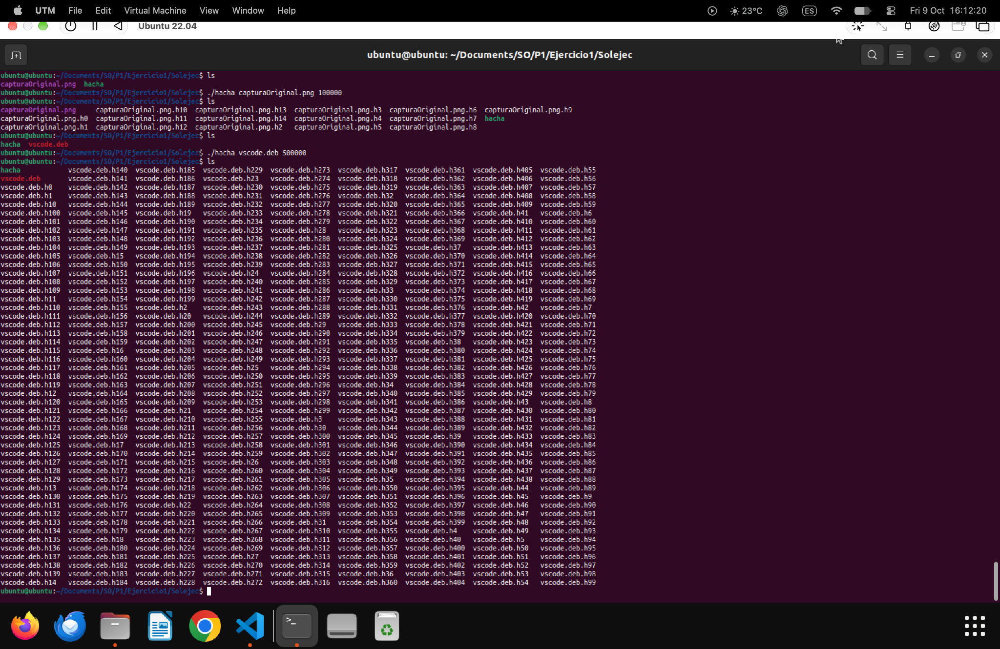 UTM File Edit Virtual Machine View Window Help 23°C ES Fri 9 Oct 16:12:20
Ubuntu 22.04
ubuntu@ubuntu: ~/Documents/SO/P1/Ejercicio1/Solejec
ubuntu@ubuntu:~/Documents/SO/P1/Ejercicio1/Solejec$ ls
capturaOriginal.png hacha
ubuntu@ubuntu:~/Documents/SO/P1/Ejercicio1/Solejec$ ./hacha capturaOriginal.png 100000
ubuntu@ubuntu:~/Documents/SO/P1/Ejercicio1/Solejec$ ls
capturaOriginal.png capturaOriginal.png.h10 capturaOriginal.png.h13 capturaOriginal.png.h3 capturaOriginal.png.h6 capturaOriginal.png.h9
capturaOriginal.png.h0 capturaOriginal.png.h11 capturaOriginal.png.h14 capturaOriginal.png.h4 capturaOriginal.png.h7 hacha
capturaOriginal.png.h1 capturaOriginal.png.h12 capturaOriginal.png.h2 capturaOriginal.png.h5 capturaOriginal.png.h8
ubuntu@ubuntu:~/Documents/SO/P1/Ejercicio1/Solejec$ ls
hacha vscode.deb
ubuntu@ubuntu:~/Documents/SO/P1/Ejercicio1/Solejec$ ./hacha vscode.deb 500000
ubuntu@ubuntu:~/Documents/SO/P1/Ejercicio1/Solejec$ ls
hacha vscode.deb.h140 vscode.deb.h185 vscode.deb.h229 vscode.deb.h273 vscode.deb.h317 vscode.deb.h361 vscode.deb.h405 vscode.deb.h55
vscode.deb vscode.deb.h141 vscode.deb.h186 vscode.deb.h23 vscode.deb.h274 vscode.deb.h318 vscode.deb.h362 vscode.deb.h406 vscode.deb.h56
vscode.deb.h0 vscode.deb.h142 vscode.deb.h187 vscode.deb.h230 vscode.deb.h275 vscode.deb.h319 vscode.deb.h363 vscode.deb.h407 vscode.deb.h57
vscode.deb.h1 vscode.deb.h143 vscode.deb.h188 vscode.deb.h231 vscode.deb.h276 vscode.deb.h32 vscode.deb.h364 vscode.deb.h408 vscode.deb.h58
vscode.deb.h10 vscode.deb.h144 vscode.deb.h189 vscode.deb.h232 vscode.deb.h277 vscode.deb.h320 vscode.deb.h365 vscode.deb.h409 vscode.deb.h59
vscode.deb.h100 vscode.deb.h145 vscode.deb.h19 vscode.deb.h233 vscode.deb.h278 vscode.deb.h321 vscode.deb.h366 vscode.deb.h41 vscode.deb.h6
vscode.deb.h101 vscode.deb.h146 vscode.deb.h190 vscode.deb.h234 vscode.deb.h279 vscode.deb.h322 vscode.deb.h367 vscode.deb.h410 vscode.deb.h60
vscode.deb.h102 vscode.deb.h147 vscode.deb.h191 vscode.deb.h235 vscode.deb.h28 vscode.deb.h323 vscode.deb.h368 vscode.deb.h411 vscode.deb.h61
vscode.deb.h103 vscode.deb.h148 vscode.deb.h192 vscode.deb.h236 vscode.deb.h280 vscode.deb.h324 vscode.deb.h369 vscode.deb.h412 vscode.deb.h62
vscode.deb.h104 vscode.deb.h149 vscode.deb.h193 vscode.deb.h237 vscode.deb.h281 vscode.deb.h325 vscode.deb.h37 vscode.deb.h413 vscode.deb.h63
vscode.deb.h105 vscode.deb.h15 vscode.deb.h194 vscode.deb.h238 vscode.deb.h282 vscode.deb.h326 vscode.deb.h370 vscode.deb.h414 vscode.deb.h64
vscode.deb.h106 vscode.deb.h150 vscode.deb.h195 vscode.deb.h239 vscode.deb.h283 vscode.deb.h327 vscode.deb.h371 vscode.deb.h415 vscode.deb.h65
vscode.deb.h107 vscode.deb.h151 vscode.deb.h196 vscode.deb.h24 vscode.deb.h284 vscode.deb.h328 vscode.deb.h372 vscode.deb.h416 vscode.deb.h66
vscode.deb.h108 vscode.deb.h152 vscode.deb.h197 vscode.deb.h240 vscode.deb.h285 vscode.deb.h329 vscode.deb.h373 vscode.deb.h417 vscode.deb.h67
vscode.deb.h109 vscode.deb.h153 vscode.deb.h198 vscode.deb.h241 vscode.deb.h286 vscode.deb.h33 vscode.deb.h374 vscode.deb.h418 vscode.deb.h68
vscode.deb.h11 vscode.deb.h154 vscode.deb.h199 vscode.deb.h242 vscode.deb.h287 vscode.deb.h330 vscode.deb.h375 vscode.deb.h419 vscode.deb.h69
vscode.deb.h110 vscode.deb.h155 vscode.deb.h2 vscode.deb.h243 vscode.deb.h288 vscode.deb.h331 vscode.deb.h376 vscode.deb.h42 vscode.deb.h7
vscode.deb.h111 vscode.deb.h156 vscode.deb.h20 vscode.deb.h244 vscode.deb.h289 vscode.deb.h332 vscode.deb.h377 vscode.deb.h420 vscode.deb.h70
vscode.deb.h112 vscode.deb.h157 vscode.deb.h200 vscode.deb.h245 vscode.deb.h29 vscode.deb.h333 vscode.deb.h378 vscode.deb.h421 vscode.deb.h71
vscode.deb.h113 vscode.deb.h158 vscode.deb.h201 vscode.deb.h246 vscode.deb.h290 vscode.deb.h334 vscode.deb.h379 vscode.deb.h422 vscode.deb.h72
vscode.deb.h114 vscode.deb.h159 vscode.deb.h202 vscode.deb.h247 vscode.deb.h291 vscode.deb.h335 vscode.deb.h38 vscode.deb.h423 vscode.deb.h73
vscode.deb.h115 vscode.deb.h16 vscode.deb.h203 vscode.deb.h248 vscode.deb.h292 vscode.deb.h336 vscode.deb.h380 vscode.deb.h424 vscode.deb.h74
vscode.deb.h116 vscode.deb.h160 vscode.deb.h204 vscode.deb.h249 vscode.deb.h293 vscode.deb.h337 vscode.deb.h381 vscode.deb.h425 vscode.deb.h75
vscode.deb.h117 vscode.deb.h161 vscode.deb.h205 vscode.deb.h25 vscode.deb.h294 vscode.deb.h338 vscode.deb.h382 vscode.deb.h426 vscode.deb.h76
vscode.deb.h118 vscode.deb.h162 vscode.deb.h206 vscode.deb.h250 vscode.deb.h295 vscode.deb.h339 vscode.deb.h383 vscode.deb.h427 vscode.deb.h77
vscode.deb.h119 vscode.deb.h163 vscode.deb.h207 vscode.deb.h251 vscode.deb.h296 vscode.deb.h34 vscode.deb.h384 vscode.deb.h428 vscode.deb.h78
vscode.deb.h12 vscode.deb.h164 vscode.deb.h208 vscode.deb.h252 vscode.deb.h297 vscode.deb.h340 vscode.deb.h385 vscode.deb.h429 vscode.deb.h79
vscode.deb.h120 vscode.deb.h165 vscode.deb.h209 vscode.deb.h253 vscode.deb.h298 vscode.deb.h341 vscode.deb.h386 vscode.deb.h43 vscode.deb.h8
vscode.deb.h121 vscode.deb.h166 vscode.deb.h21 vscode.deb.h254 vscode.deb.h299 vscode.deb.h342 vscode.deb.h387 vscode.deb.h430 vscode.deb.h80
vscode.deb.h122 vscode.deb.h167 vscode.deb.h210 vscode.deb.h255 vscode.deb.h3 vscode.deb.h343 vscode.deb.h388 vscode.deb.h431 vscode.deb.h81
vscode.deb.h123 vscode.deb.h168 vscode.deb.h211 vscode.deb.h256 vscode.deb.h30 vscode.deb.h344 vscode.deb.h389 vscode.deb.h432 vscode.deb.h82
vscode.deb.h124 vscode.deb.h169 vscode.deb.h212 vscode.deb.h257 vscode.deb.h300 vscode.deb.h345 vscode.deb.h39 vscode.deb.h433 vscode.deb.h83
vscode.deb.h125 vscode.deb.h17 vscode.deb.h213 vscode.deb.h258 vscode.deb.h301 vscode.deb.h346 vscode.deb.h390 vscode.deb.h434 vscode.deb.h84
vscode.deb.h126 vscode.deb.h170 vscode.deb.h214 vscode.deb.h259 vscode.deb.h302 vscode.deb.h347 vscode.deb.h391 vscode.deb.h435 vscode.deb.h85
vscode.deb.h127 vscode.deb.h171 vscode.deb.h215 vscode.deb.h26 vscode.deb.h303 vscode.deb.h348 vscode.deb.h392 vscode.deb.h436 vscode.deb.h86
vscode.deb.h128 vscode.deb.h172 vscode.deb.h216 vscode.deb.h260 vscode.deb.h304 vscode.deb.h349 vscode.deb.h393 vscode.deb.h437 vscode.deb.h87
vscode.deb.h129 vscode.deb.h173 vscode.deb.h217 vscode.deb.h261 vscode.deb.h305 vscode.deb.h35 vscode.deb.h394 vscode.deb.h438 vscode.deb.h88
vscode.deb.h13 vscode.deb.h174 vscode.deb.h218 vscode.deb.h262 vscode.deb.h306 vscode.deb.h350 vscode.deb.h395 vscode.deb.h44 vscode.deb.h89
vscode.deb.h130 vscode.deb.h175 vscode.deb.h219 vscode.deb.h263 vscode.deb.h307 vscode.deb.h351 vscode.deb.h396 vscode.deb.h45 vscode.deb.h9
vscode.deb.h131 vscode.deb.h176 vscode.deb.h22 vscode.deb.h264 vscode.deb.h308 vscode.deb.h352 vscode.deb.h397 vscode.deb.h46 vscode.deb.h90
vscode.deb.h132 vscode.deb.h177 vscode.deb.h220 vscode.deb.h265 vscode.deb.h309 vscode.deb.h353 vscode.deb.h398 vscode.deb.h47 vscode.deb.h91
vscode.deb.h133 vscode.deb.h178 vscode.deb.h221 vscode.deb.h266 vscode.deb.h31 vscode.deb.h354 vscode.deb.h399 vscode.deb.h48 vscode.deb.h92
vscode.deb.h134 vscode.deb.h179 vscode.deb.h222 vscode.deb.h267 vscode.deb.h310 vscode.deb.h355 vscode.deb.h4 vscode.deb.h49 vscode.deb.h93
vscode.deb.h135 vscode.deb.h18 vscode.deb.h223 vscode.deb.h268 vscode.deb.h311 vscode.deb.h356 vscode.deb.h40 vscode.deb.h5 vscode.deb.h94
vscode.deb.h136 vscode.deb.h180 vscode.deb.h224 vscode.deb.h269 vscode.deb.h312 vscode.deb.h357 vscode.deb.h400 vscode.deb.h50 vscode.deb.h95
vscode.deb.h137 vscode.deb.h181 vscode.deb.h225 vscode.deb.h27 vscode.deb.h313 vscode.deb.h358 vscode.deb.h401 vscode.deb.h51 vscode.deb.h96
vscode.deb.h138 vscode.deb.h182 vscode.deb.h226 vscode.deb.h270 vscode.deb.h314 vscode.deb.h359 vscode.deb.h402 vscode.deb.h52 vscode.deb.h97
vscode.deb.h139 vscode.deb.h183 vscode.deb.h227 vscode.deb.h271 vscode.deb.h315 vscode.deb.h36 vscode.deb.h403 vscode.deb.h53 vscode.deb.h98
vscode.deb.h14 vscode.deb.h184 vscode.deb.h228 vscode.deb.h272 vscode.deb.h316 vscode.deb.h360 vscode.deb.h404 vscode.deb.h54 vscode.deb.h99
ubuntu@ubuntu:~/Documents/SO/P1/Ejercicio1/Solejec$